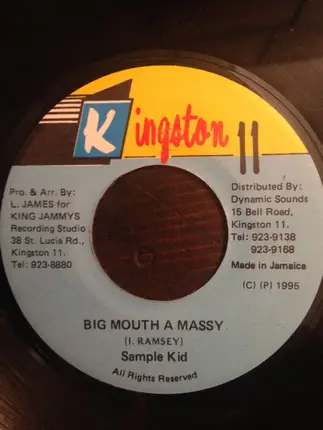 Kingston 11
Pro. & Arr. By:
L. JAMES for
KING JAMMYS
Recording Studio
38 St. Lucia Rd.,
Kingston 11.
Tel: 923-8880
Distributed By:
Dynamic Sounds
15 Bell Road,
Kingston 11.
Tel: 923-9138
923-9168
Made in Jamaica
(C) (P) 1995
BIG MOUTH A MASSY
(I. RAMSEY)
Sample Kid
All Rights Reserved